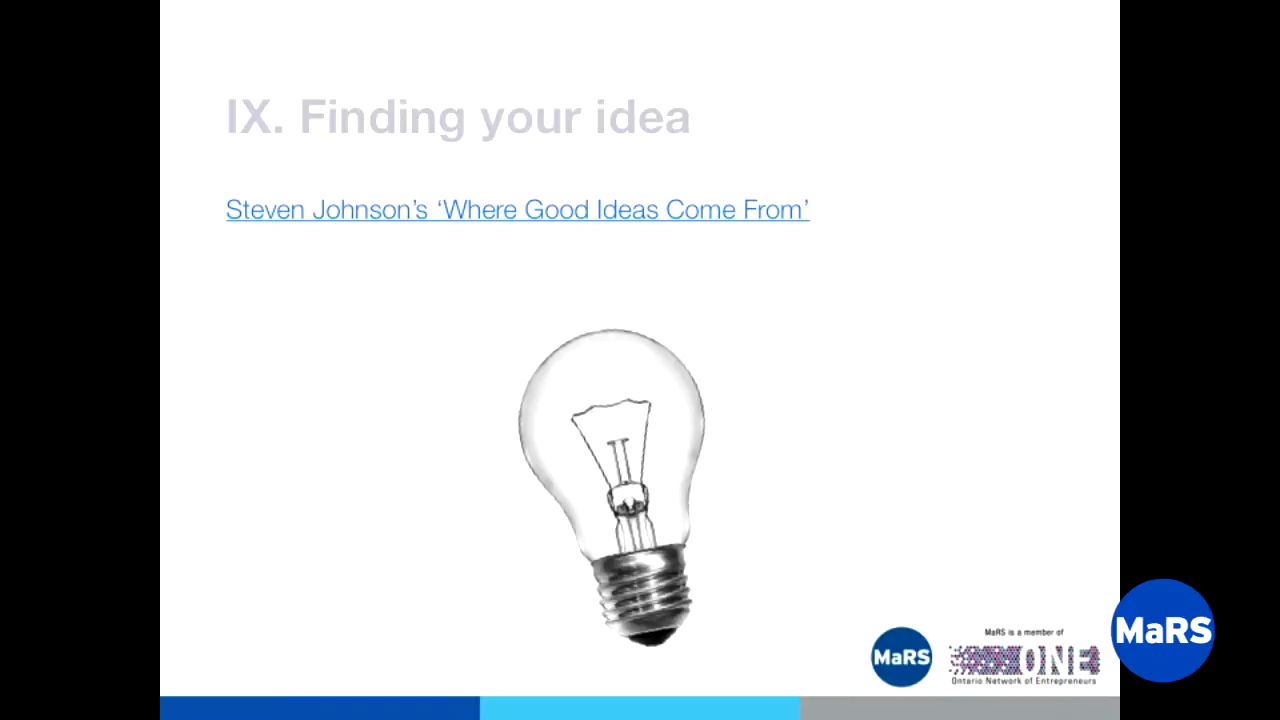 IX. Finding your idea
Steven Johnson's ‘Where Good Ideas Come From’
MaRS
MaRS is a member of
ONE
Ontario Network of Entrepreneurs
MaRS